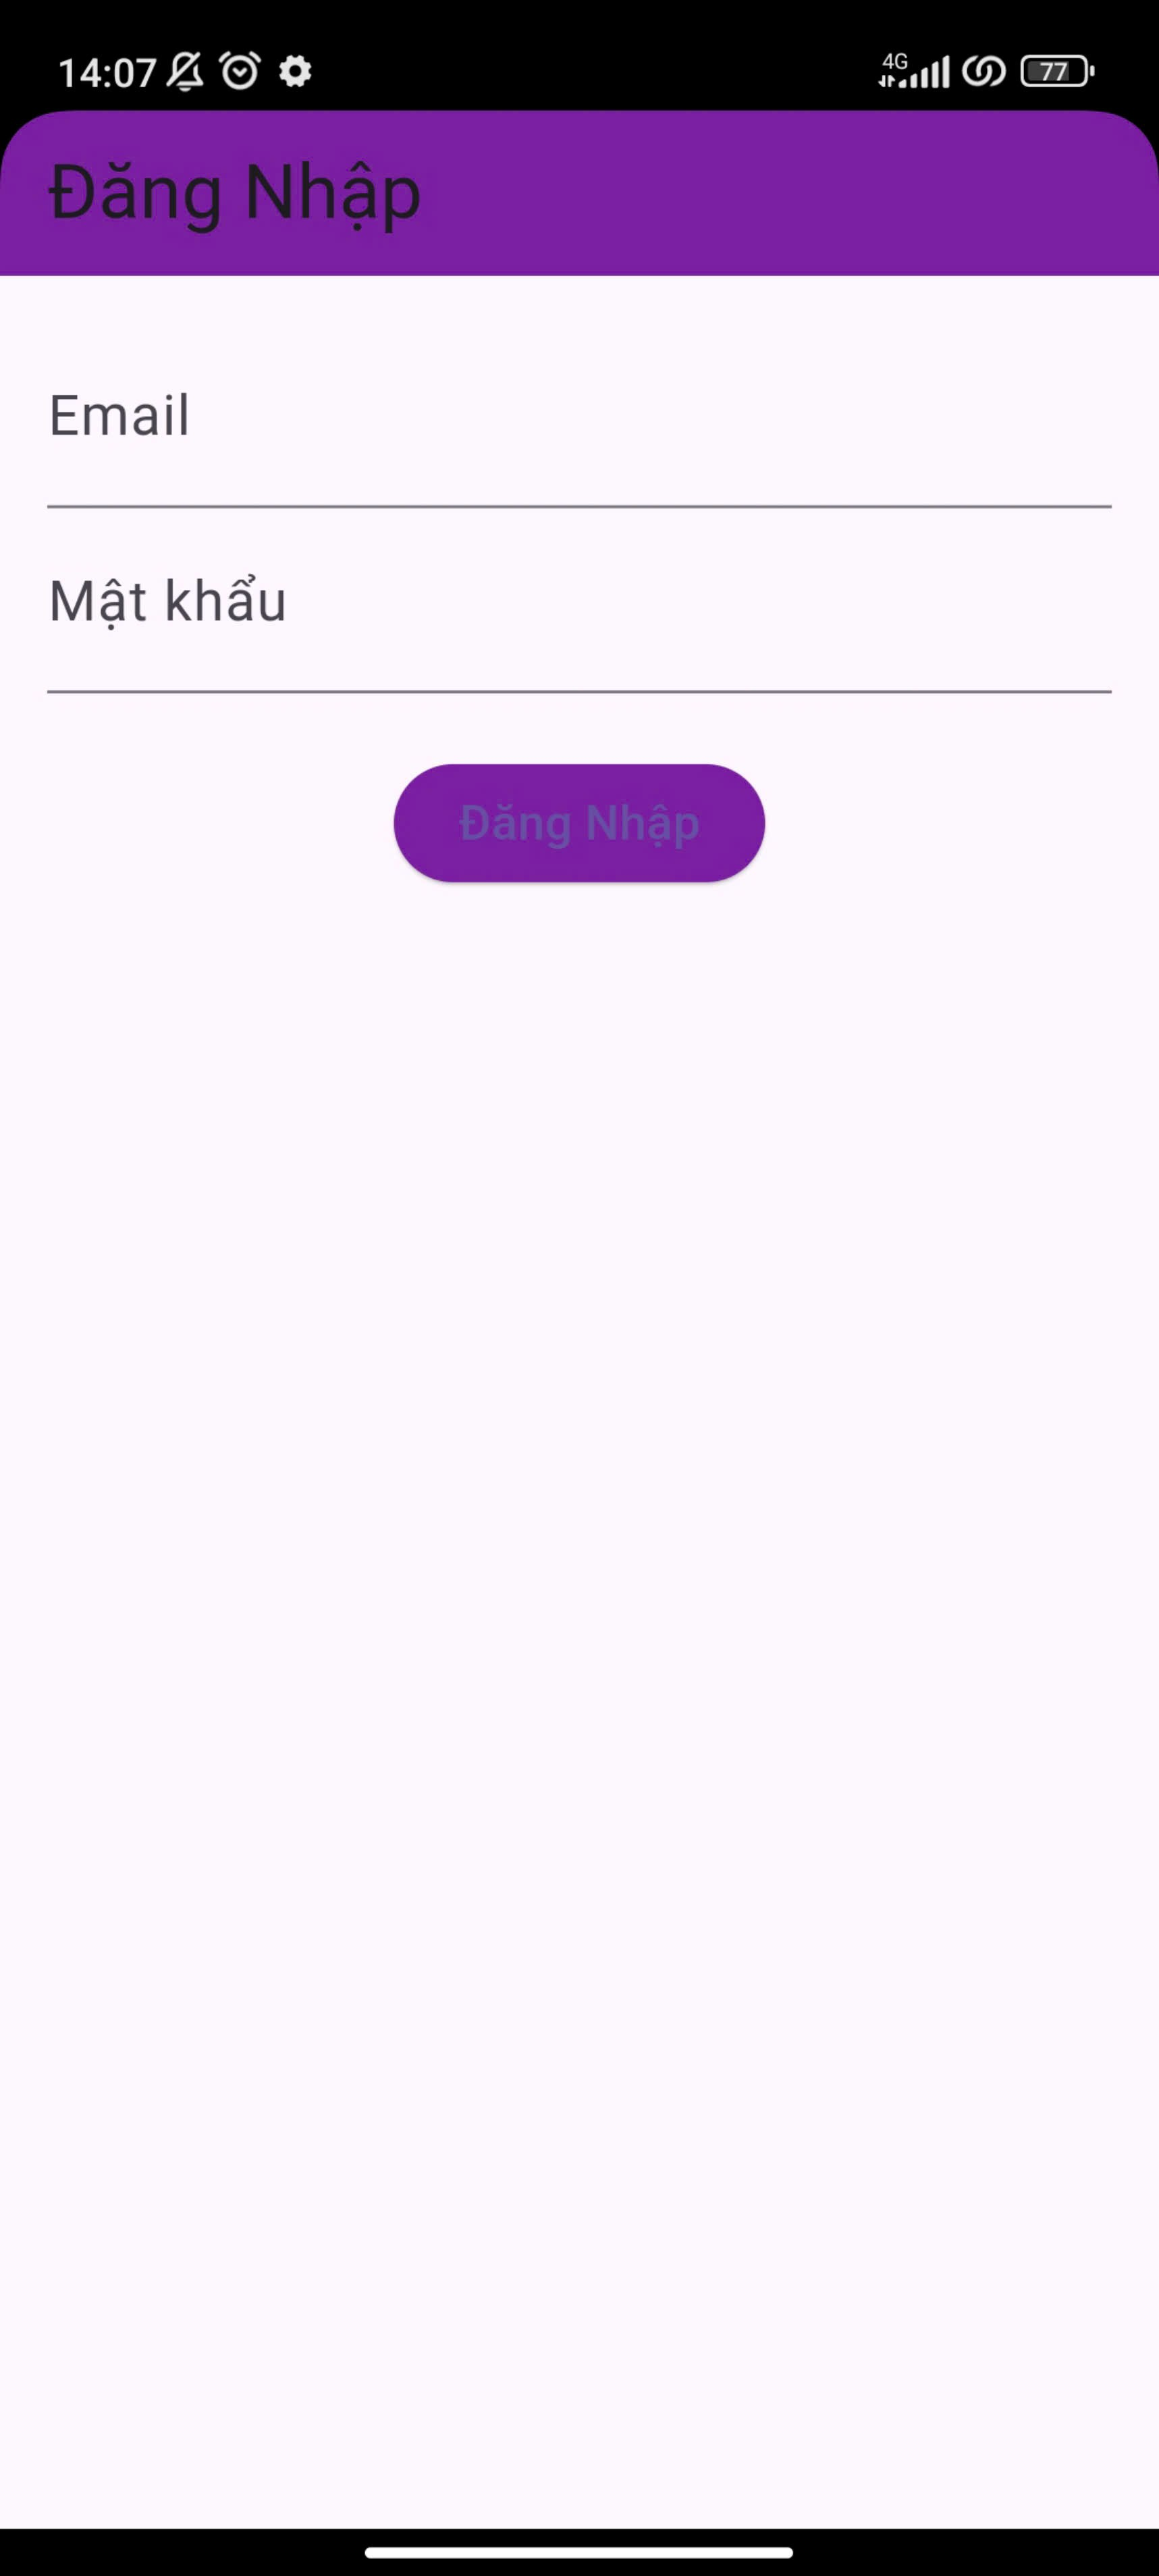 14:07 4G 77
Đăng Nhập
Email
Mật khẩu
Đăng Nhập